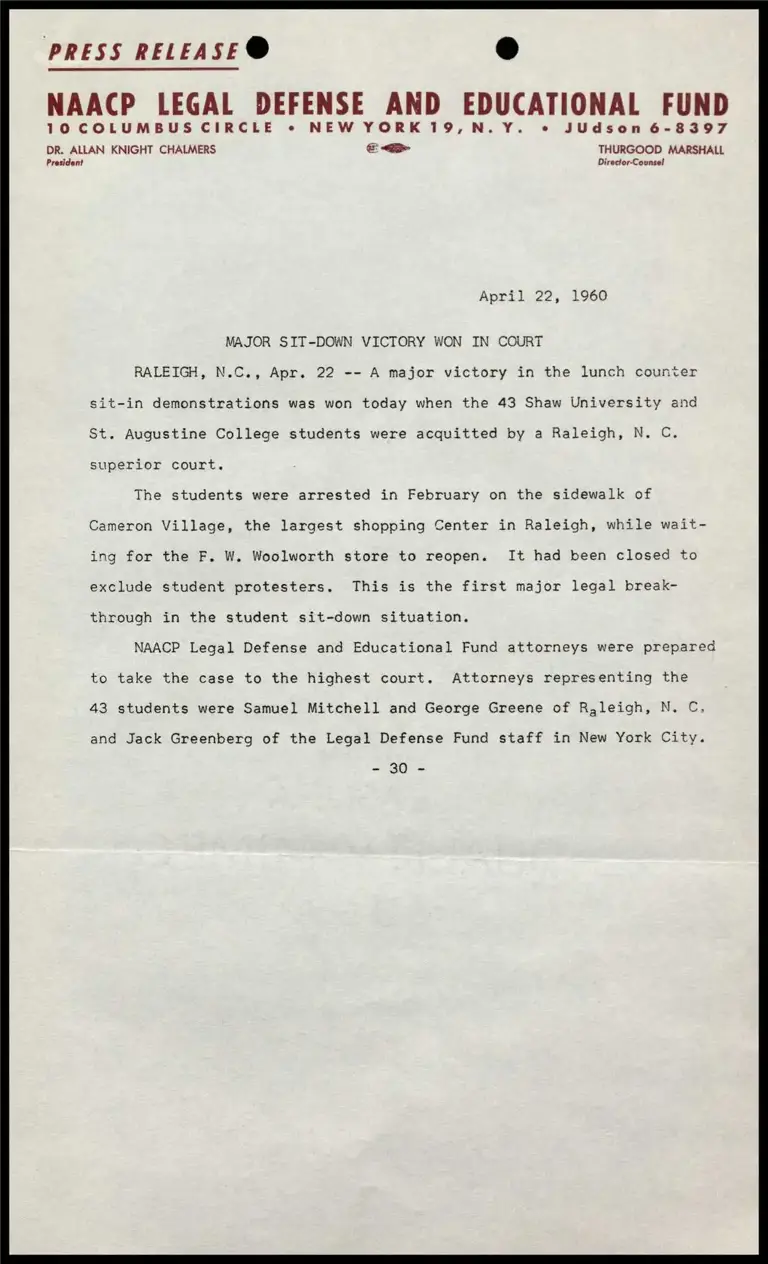 PRESS RELEASE
NAACP LEGAL DEFENSE AND EDUCATIONAL FUND
10 COLUMBUS CIRCLE • NEW YORK 19, N. Y. • JUdson 6-8397
DR. ALLAN KNIGHT CHALMERS
President
THURGOOD MARSHALL
Director-Counsel
April 22, 1960
MAJOR SIT-DOWN VICTORY WON IN COURT
RALEIGH, N.C., Apr. 22 -- A major victory in the lunch counter
sit-in demonstrations was won today when the 43 Shaw University and
St. Augustine College students were acquitted by a Raleigh, N. C.
superior court.
The students were arrested in February on the sidewalk of
Cameron Village, the largest shopping Center in Raleigh, while wait-
ing for the F. W. Woolworth store to reopen. It had been closed to
exclude student protesters. This is the first major legal break-
through in the student sit-down situation.
NAACP Legal Defense and Educational Fund attorneys were prepared
to take the case to the highest court. Attorneys representing the
43 students were Samuel Mitchell and George Greene of Raleigh, N. C.
and Jack Greenberg of the Legal Defense Fund staff in New York City.
- 30 -